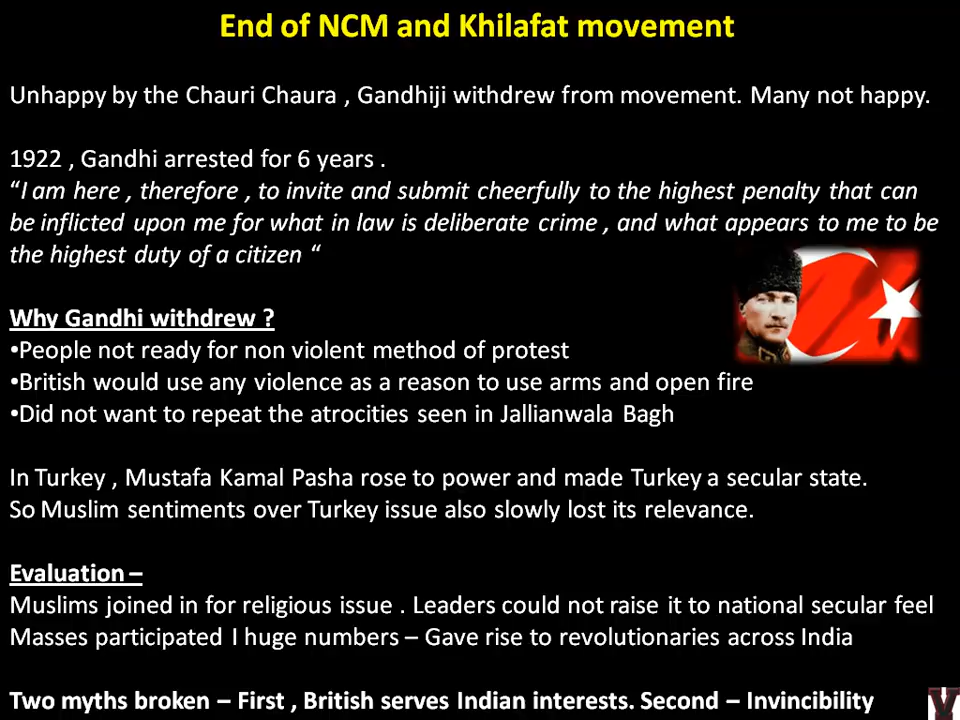 End of NCM and Khilafat movement
Unhappy by the Chauri Chaura , Gandhiji withdrew from movement. Many not happy.
1922 , Gandhi arrested for 6 years .
“I am here , therefore , to invite and submit cheerfully to the highest penalty that can
be inflicted upon me for what in law is deliberate crime , and what appears to me to be
the highest duty of a citizen “
Why Gandhi withdrew ?
•People not ready for non violent method of protest
•British would use any violence as a reason to use arms and open fire
•Did not want to repeat the atrocities seen in Jallianwala Bagh
In Turkey , Mustafa Kamal Pasha rose to power and made Turkey a secular state.
So Muslim sentiments over Turkey issue also slowly lost its relevance.
Evaluation –
Muslims joined in for religious issue . Leaders could not raise it to national secular feel
Masses participated I huge numbers – Gave rise to revolutionaries across India
Two myths broken – First , British serves Indian interests. Second – Invincibility
V